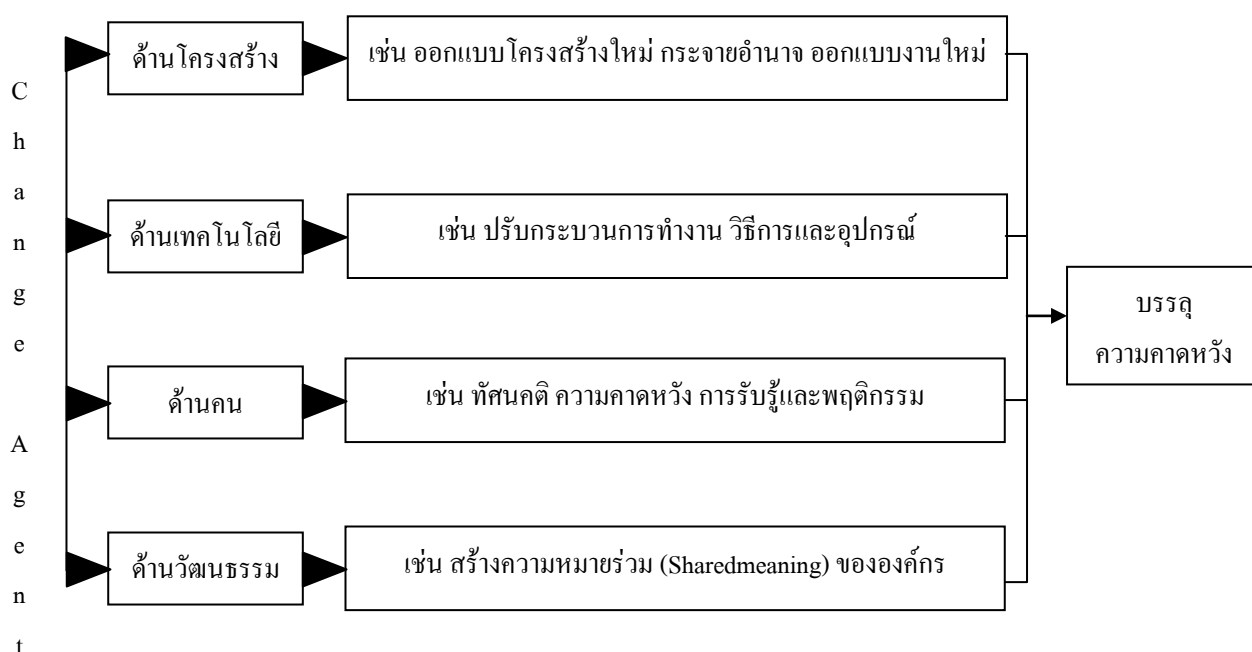 Change Agent
ด้านโครงสร้าง
เช่น ออกแบบโครงสร้างใหม่ กระจายอำนาจ ออกแบบงานใหม่
ด้านเทคโนโลยี
เช่น ปรับกระบวนการทำงาน วิธีการและอุปกรณ์
ด้านคน
เช่น ทัศนคติ ความคาดหวัง การรับรู้และพฤติกรรม
ด้านวัฒนธรรม
เช่น สร้างความหมายร่วม (Sharedmeaning) ขององค์กร
บรรลุ
ความคาดหวัง